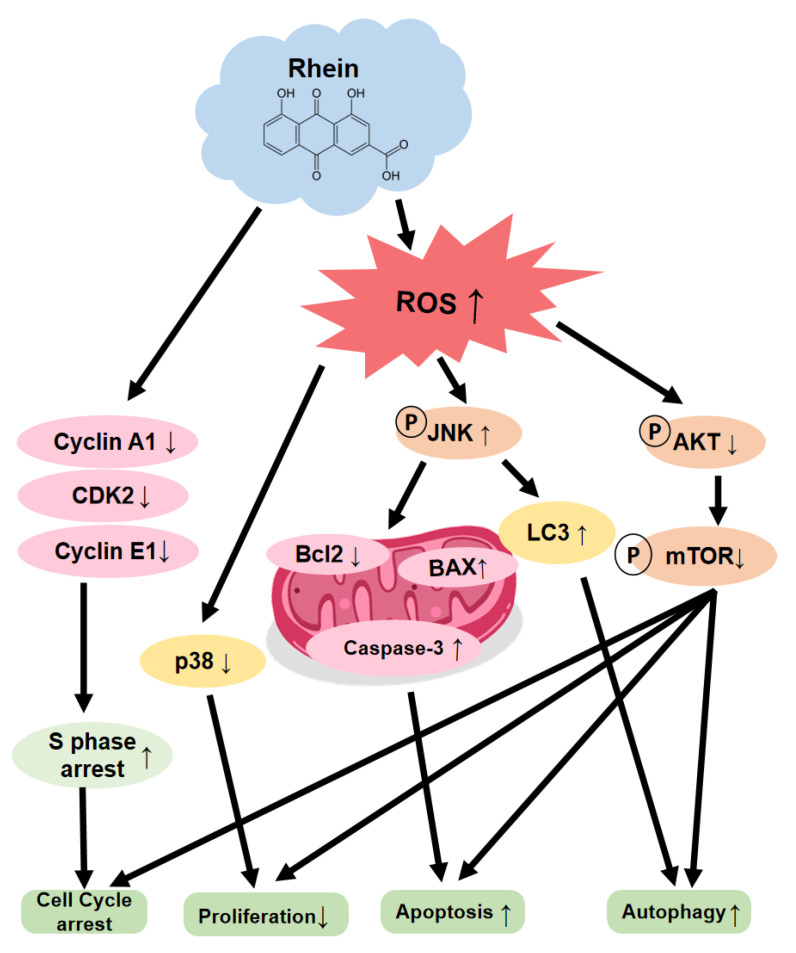 Rhein
OH
O
OH
O
O
OH
ROS ↑
P
JNK ↑
P
AKT ↓
Cyclin A1 ↓
CDK2 ↓
Cyclin E1 ↓
Bcl2 ↓
BAX ↑
LC3 ↑
P
mTOR ↓
Caspase-3 ↑
p38 ↓
S phase
arrest ↑
Cell Cycle
arrest
Proliferation ↓
Apoptosis ↑
Autophagy ↑